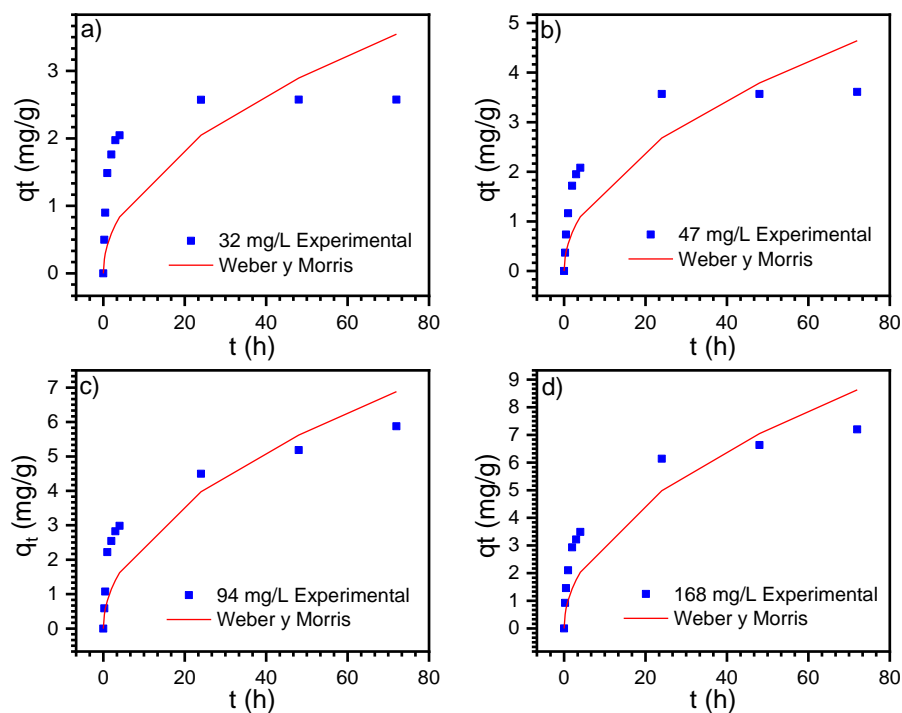 a)
qt (mg/g)
3
2
1
0
32 mg/L Experimental
Weber y Morris
0 20 40 60 80
t (h)
b)
qt (mg/g)
5
4
3
2
1
0
47 mg/L Experimental
Weber y Morris
0 20 40 60 80
t (h)
c)
qt (mg/g)
7
6
5
4
3
2
1
0
94 mg/L Experimental
Weber y Morris
0 20 40 60 80
t (h)
d)
qt (mg/g)
9
8
7
6
5
4
3
2
1
0
168 mg/L Experimental
Weber y Morris
0 20 40 60 80
t (h)